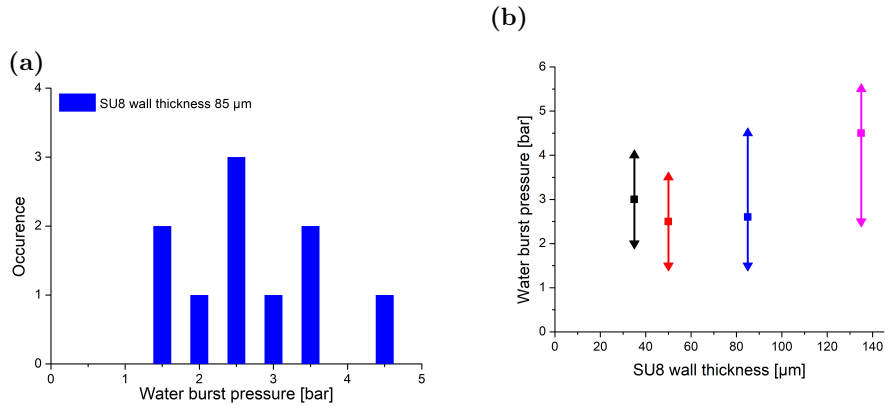 (a)
4
3
2
1
0
Occurence
SU8 wall thickness 85 µm
0 1 2 3 4 5
Water burst pressure [bar]
(b)
6
5
4
3
2
1
0
Water burst pressure [bar]
0 20 40 60 80 100 120 140
SU8 wall thickness [µm]